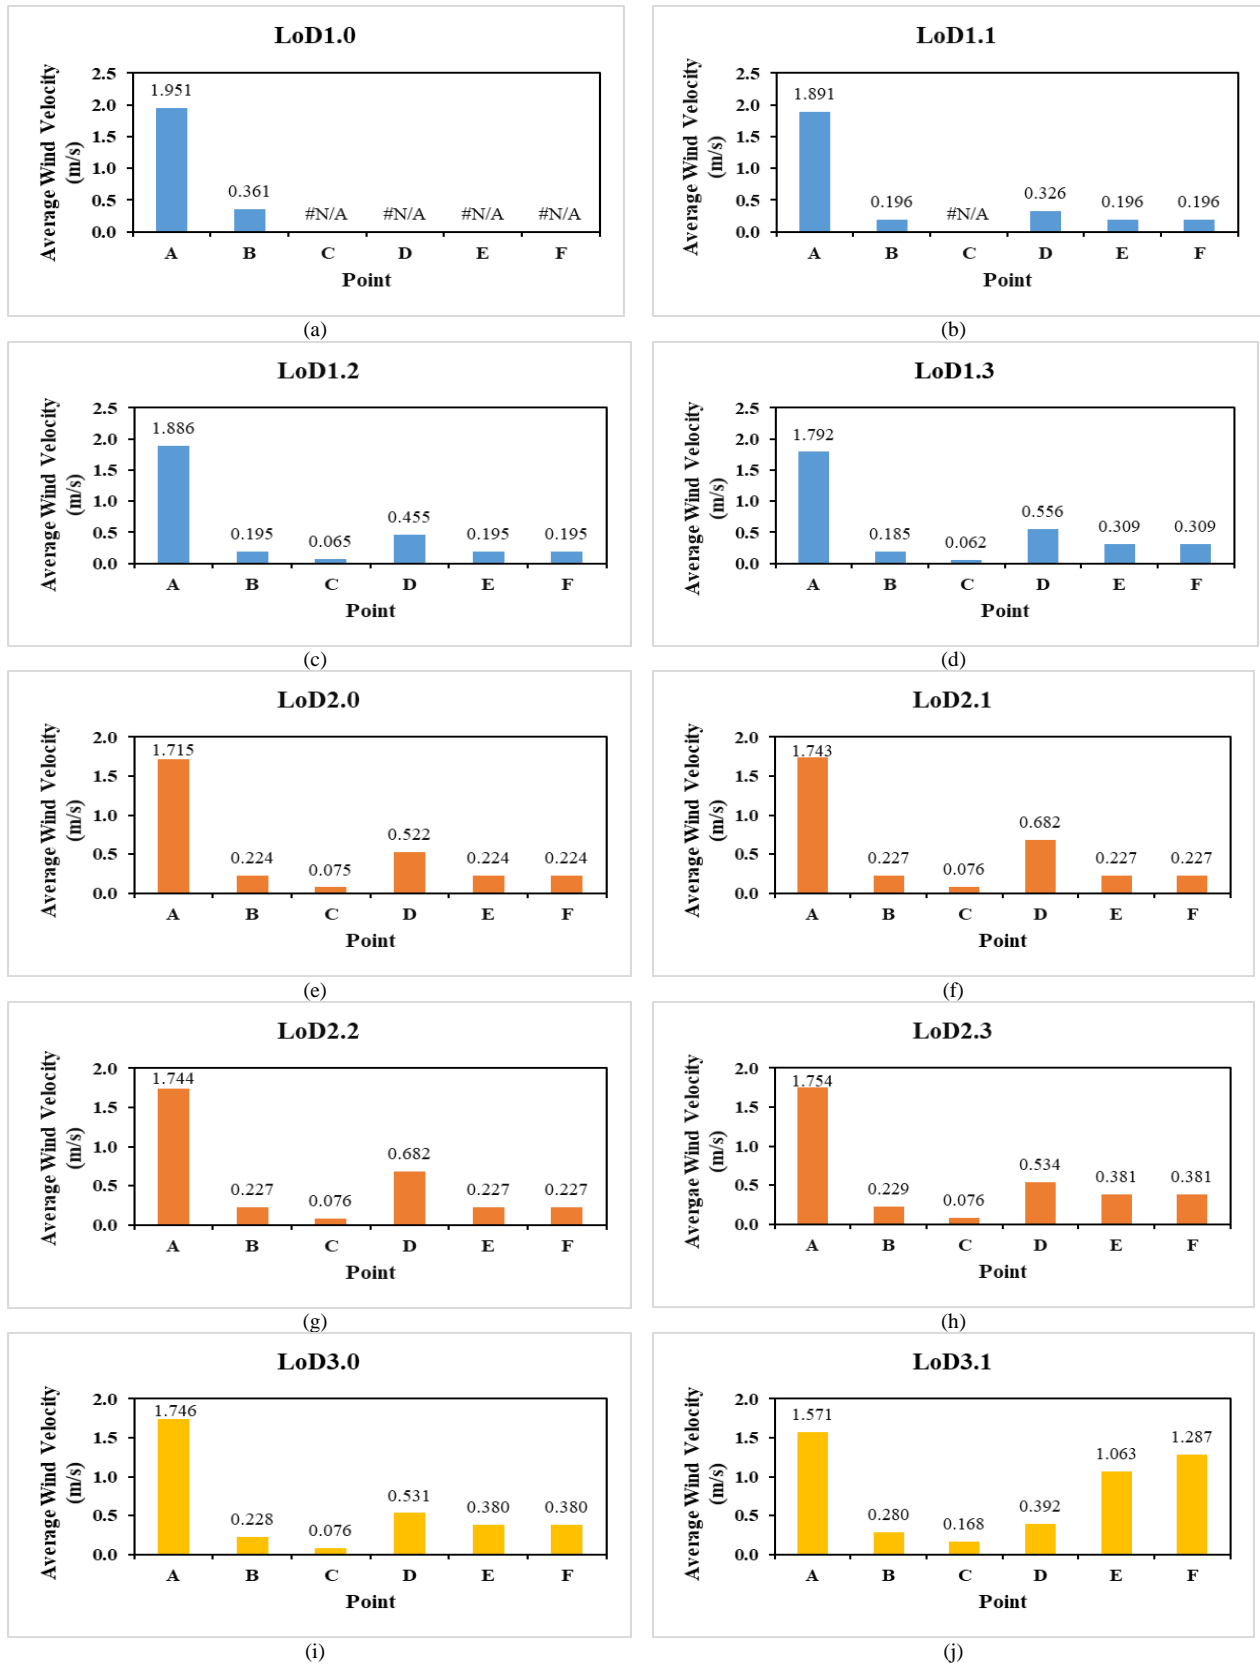 LoD1.0
Average Wind Velocity
(m/s)
2.5
2.0
1.5
1.0
0.5
0.0
1.951
0.361
#N/A
#N/A
#N/A
#N/A
A B C D E F
Point
(a)
LoD1.1
Average Wind Velocity
(m/s)
2.5
2.0
1.5
1.0
0.5
0.0
1.891
0.196
#N/A
0.326
0.196
0.196
A B C D E F
Point
(b)
LoD1.2
Average Wind Velocity
(m/s)
2.5
2.0
1.5
1.0
0.5
0.0
1.886
0.195
0.065
0.455
0.195
0.195
A B C D E F
Point
(c)
LoD1.3
Average Wind Velocity
(m/s)
2.5
2.0
1.5
1.0
0.5
0.0
1.792
0.185
0.062
0.556
0.309
0.309
A B C D E F
Point
(d)
LoD2.0
Average Wind Velocity
(m/s)
2.0
1.5
1.0
0.5
0.0
1.715
0.224
0.075
0.522
0.224
0.224
A B C D E F
Point
(e)
LoD2.1
Average Wind Velocity
(m/s)
2.0
1.5
1.0
0.5
0.0
1.743
0.227
0.076
0.682
0.227
0.227
A B C D E F
Point
(f)
LoD2.2
Average Wind Velocity
(m/s)
2.0
1.5
1.0
0.5
0.0
1.744
0.227
0.076
0.682
0.227
0.227
A B C D E F
Point
(g)
LoD2.3
Avergae Wind Velocity
(m/s)
2.0
1.5
1.0
0.5
0.0
1.754
0.229
0.076
0.534
0.381
0.381
A B C D E F
Point
(h)
LoD3.0
Average Wind Velocity
(m/s)
2.0
1.5
1.0
0.5
0.0
1.746
0.228
0.076
0.531
0.380
0.380
A B C D E F
Point
(i)
LoD3.1
Average Wind Velocity
(m/s)
2.0
1.5
1.0
0.5
0.0
1.571
0.280
0.168
0.392
1.063
1.287
A B C D E F
Point
(j)